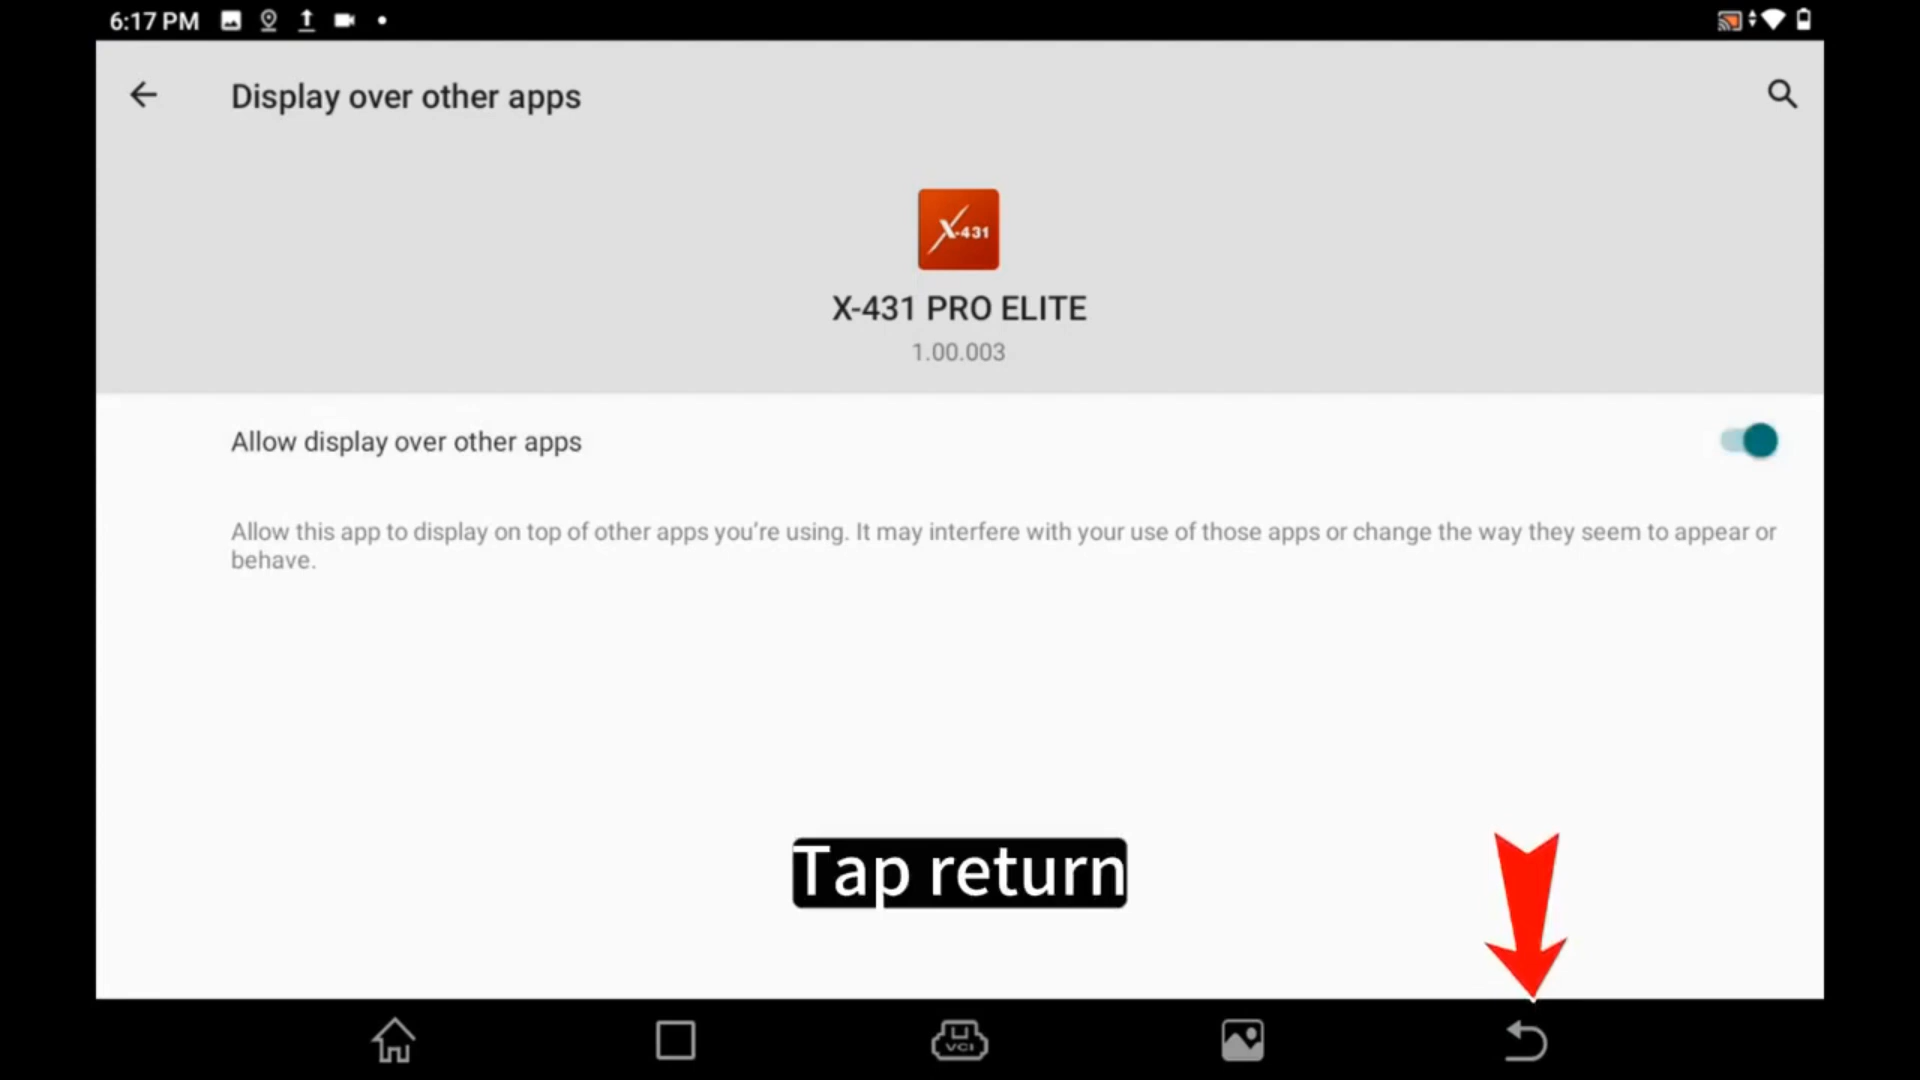 6:17 PM
Display over other apps
X-431
X-431 PRO ELITE
1.00.003
Allow display over other apps
Allow this app to display on top of other apps you’re using. It may interfere with your use of those apps or change the way they seem to appear or
behave.
Tap return
VCI